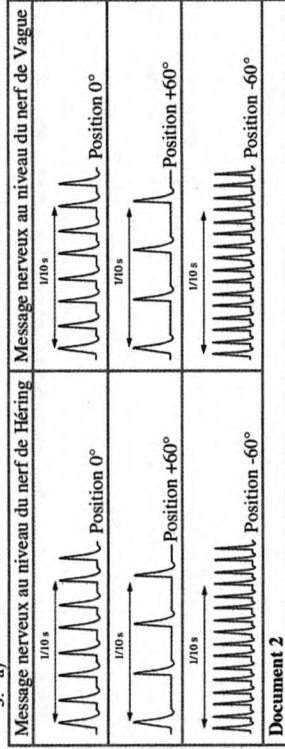 3. a)
Message nerveux au niveau du nerf de Héring
Message nerveux au niveau du nerf de Vague
1/10 s
Position 0°
1/10 s
Position 0°
1/10 s
Position +60°
1/10 s
Position +60°
1/10 s
Position -60°
1/10 s
Position -60°
Document 2